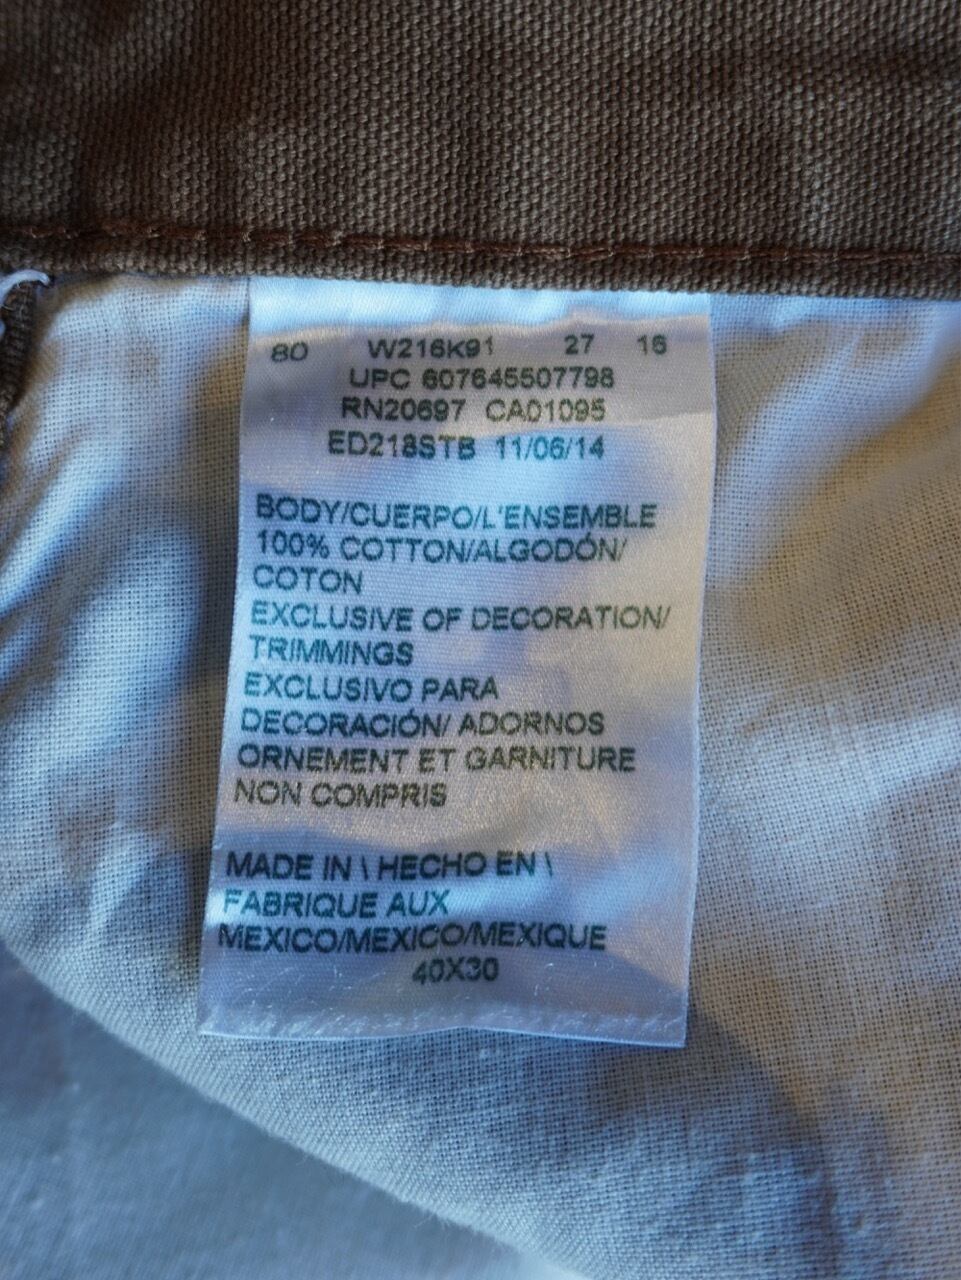 80 W216K91 27 16
UPC 607645507798
RN20697 CA01095
ED218STB 11/06/14
BODY/CUERPO/L'ENSEMBLE
100% COTTON/ALGODÓN/
COTON
EXCLUSIVE OF DECORATION/
TRIMMINGS
EXCLUSIVO PARA
DECORACIÓN/ ADORNOS
ORNEMENT ET GARNITURE
NON COMPRIS
MADE IN \ HECHO EN \
FABRIQUE AUX
MEXICO/MEXICO/MEXIQUE
40X30